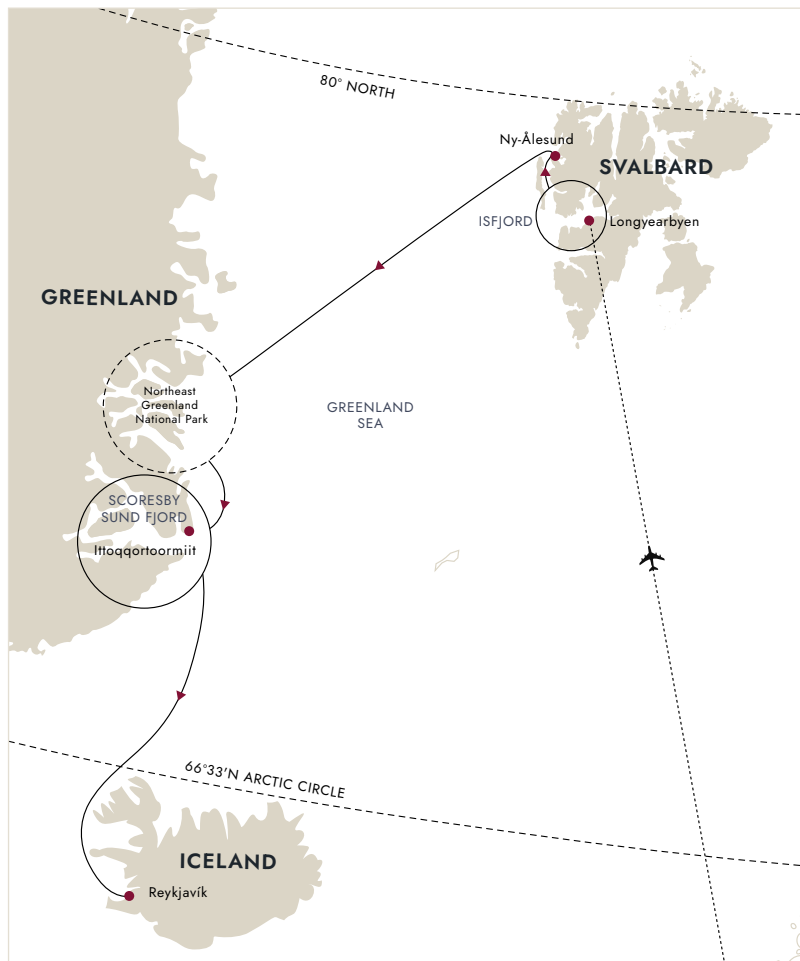 80° NORTH
Ny-Ålesund
SVALBARD
ISFJORD
Longyearbyen
GREENLAND
Northeast
Greenland
National Park
GREENLAND
SEA
SCORESBY
SUND FJORD
Ittoqqortoormiit
66°33'N ARCTIC CIRCLE
ICELAND
Reykjavík